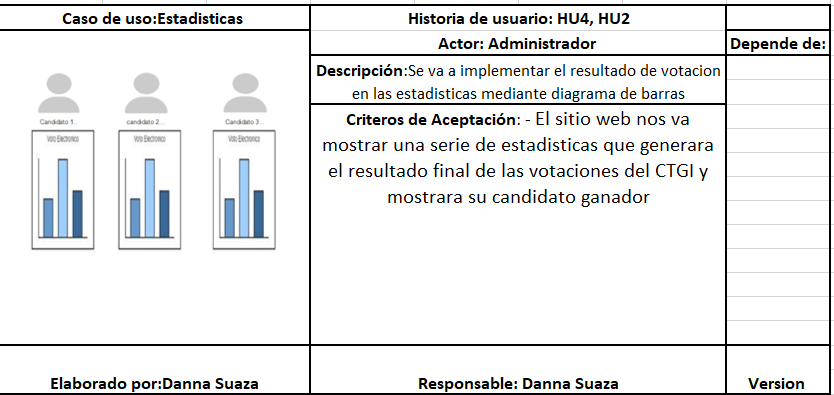 Caso de uso:Estadisticas
Historia de usuario: HU4, HU2
Actor: Administrador
Depende de:
Descripción:Se va a implementar el resultado de votacion
en las estadisticas mediante diagrama de barras
Criteros de Aceptación: - El sitio web nos va
mostrar una serie de estadisticas que generara
el resultado final de las votaciones del CTGI y
mostrara su candidato ganador
Candidato 1...
candidato 2...
Candidato 3...
Voto Electronico
Voto Electronico
Voto Electronico
Elaborado por:Danna Suaza
Responsable: Danna Suaza
Version